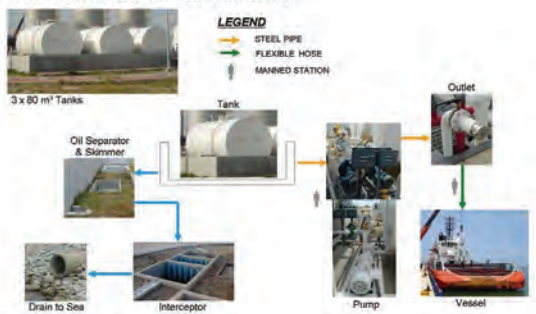 LEGEND
STEEL PIPE
FLEXIBLE HOSE
MANNED STATION
3 x 80 m³ Tanks
Tank
Outlet
Oil Separator
& Skimmer
Drain to Sea
Interceptor
Pump
Vessel